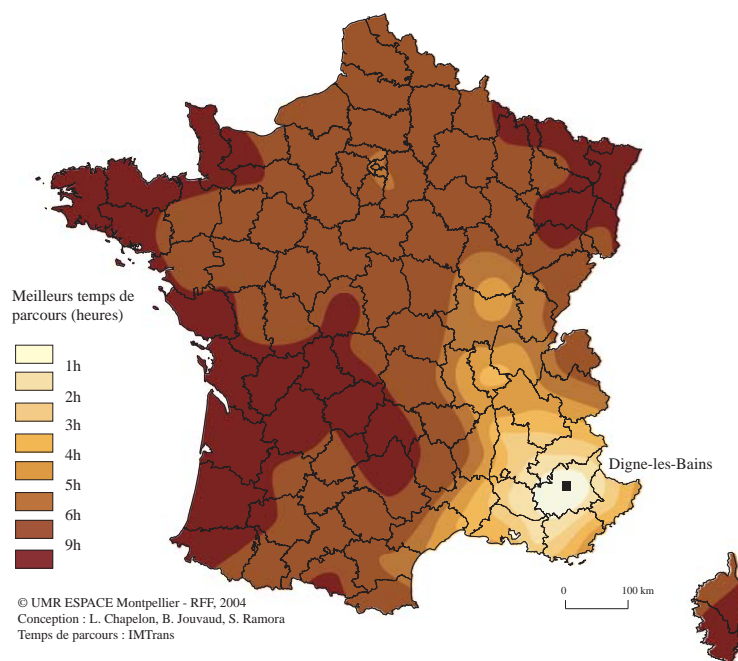 Meilleurs temps de
parcours (heures)
1h
2h
3h
4h
5h
6h
9h
Digne-les-Bains
0 100 km
© UMR ESPACE Montpellier - RFF, 2004
Conception : L. Chapelon, B. Jouvaud, S. Ramora
Temps de parcours : IMTrans